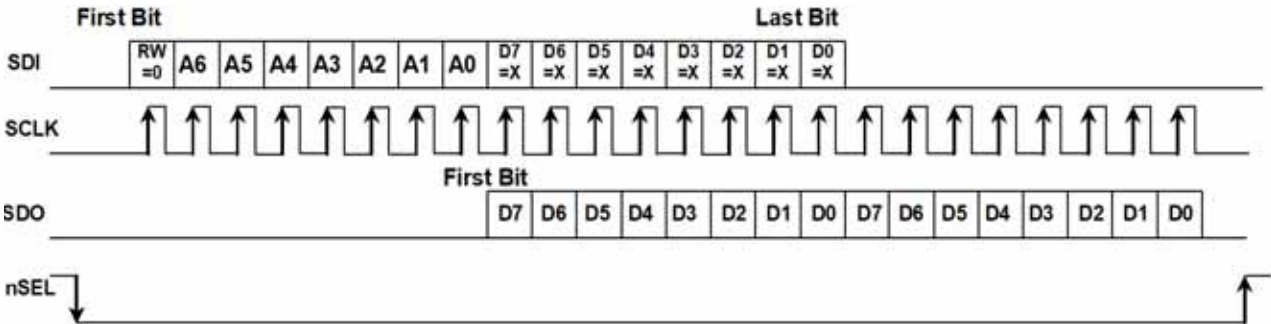 First Bit Last Bit
SDI RW =0 A6 A5 A4 A3 A2 A1 A0 D7 =X D6 =X D5 =X D4 =X D3 =X D2 =X D1 =X D0 =X
SCLK
First Bit
SDO D7 D6 D5 D4 D3 D2 D1 D0 D7 D6 D5 D4 D3 D2 D1 D0
nSEL